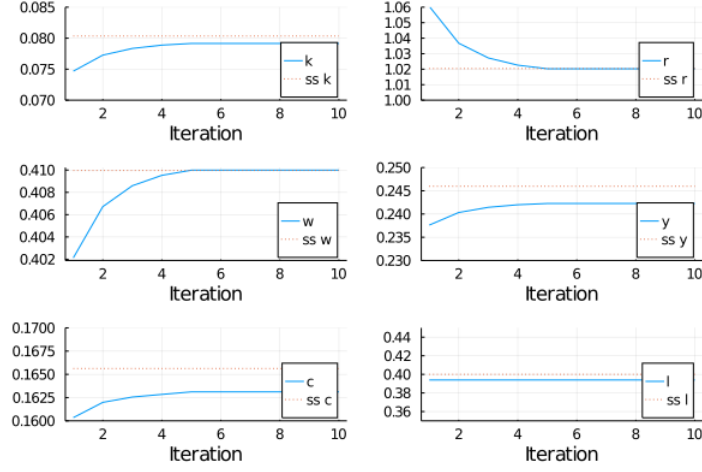 0.085
0.080
0.075
0.070
k
ss k
2 4 6 8 10
Iteration
1.06
1.05
1.04
1.03
1.02
1.01
1.00
r
ss r
2 4 6 8 10
Iteration
0.410
0.408
0.406
0.404
0.402
w
ss w
2 4 6 8 10
Iteration
0.250
0.245
0.240
0.235
0.230
y
ss y
2 4 6 8 10
Iteration
0.1700
0.1675
0.1650
0.1625
0.1600
c
ss c
2 4 6 8 10
Iteration
0.44
0.42
0.40
0.38
0.36
l
ss l
2 4 6 8 10
Iteration